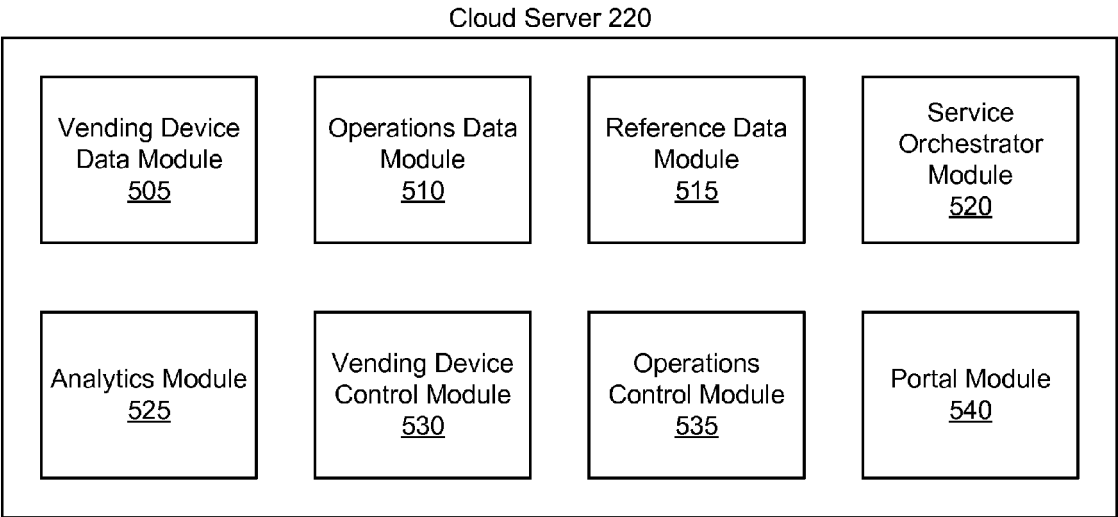 Cloud Server 220
Vending Device
Data Module
505
Operations Data
Module
510
Reference Data
Module
515
Service
Orchestrator
Module
520
Analytics Module
525
Vending Device
Control Module
530
Operations
Control Module
535
Portal Module
540